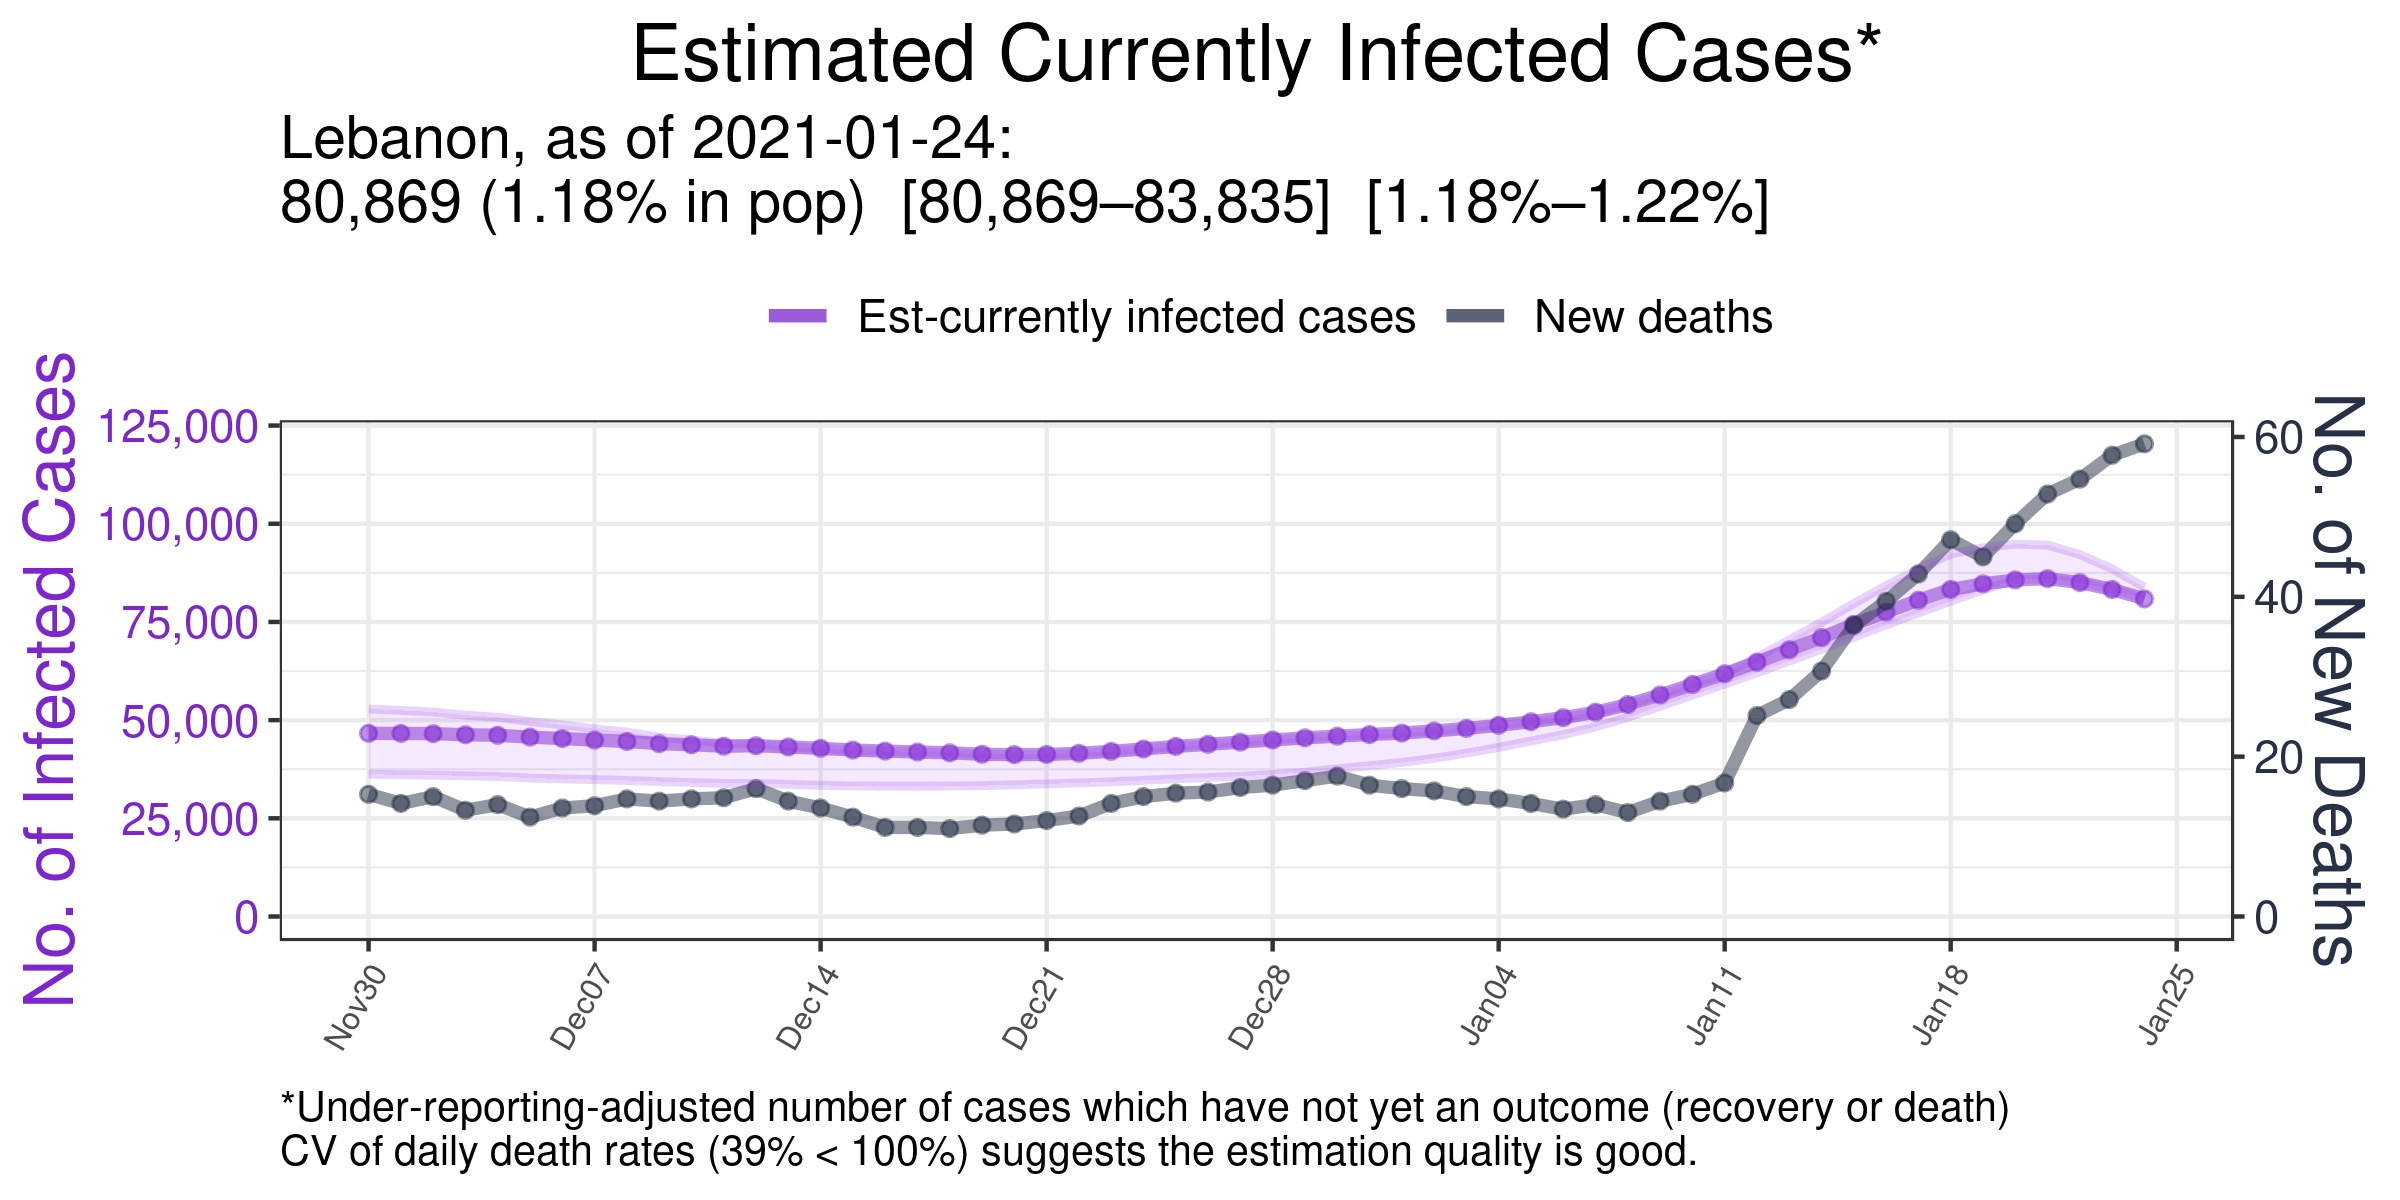 Estimated Currently Infected Cases*
Lebanon, as of 2021-01-24:
80,869 (1.18% in pop)  [80,869–83,835]  [1.18%–1.22%]
Est-currently infected cases
New deaths
No. of Infected Cases
125,000
100,000
75,000
50,000
25,000
0
60
40
20
0
No. of New Deaths
Nov30
Dec07
Dec14
Dec21
Dec28
Jan04
Jan11
Jan18
Jan25
*Under-reporting-adjusted number of cases which have not yet an outcome (recovery or death)
CV of daily death rates (39% < 100%) suggests the estimation quality is good.